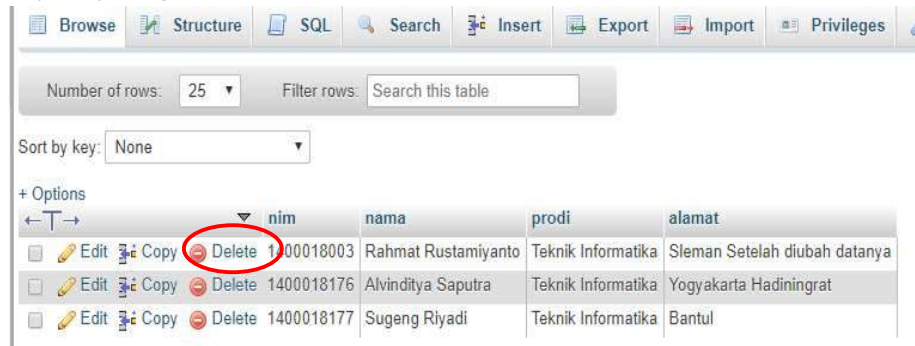 Browse Structure SQL Search Insert Export Import Privileges
Number of rows: 25 Filter rows: Search this table
Sort by key: None
+ Options
←T→ nim nama prodi alamat
Edit Copy Delete 1400018003 Rahmat Rustamiyanto Teknik Informatika Sleman Setelah diubah datanya
Edit Copy Delete 1400018176 Alvinditya Saputra Teknik Informatika Yogyakarta Hadiningrat
Edit Copy Delete 1400018177 Sugeng Riyadi Teknik Informatika Bantul